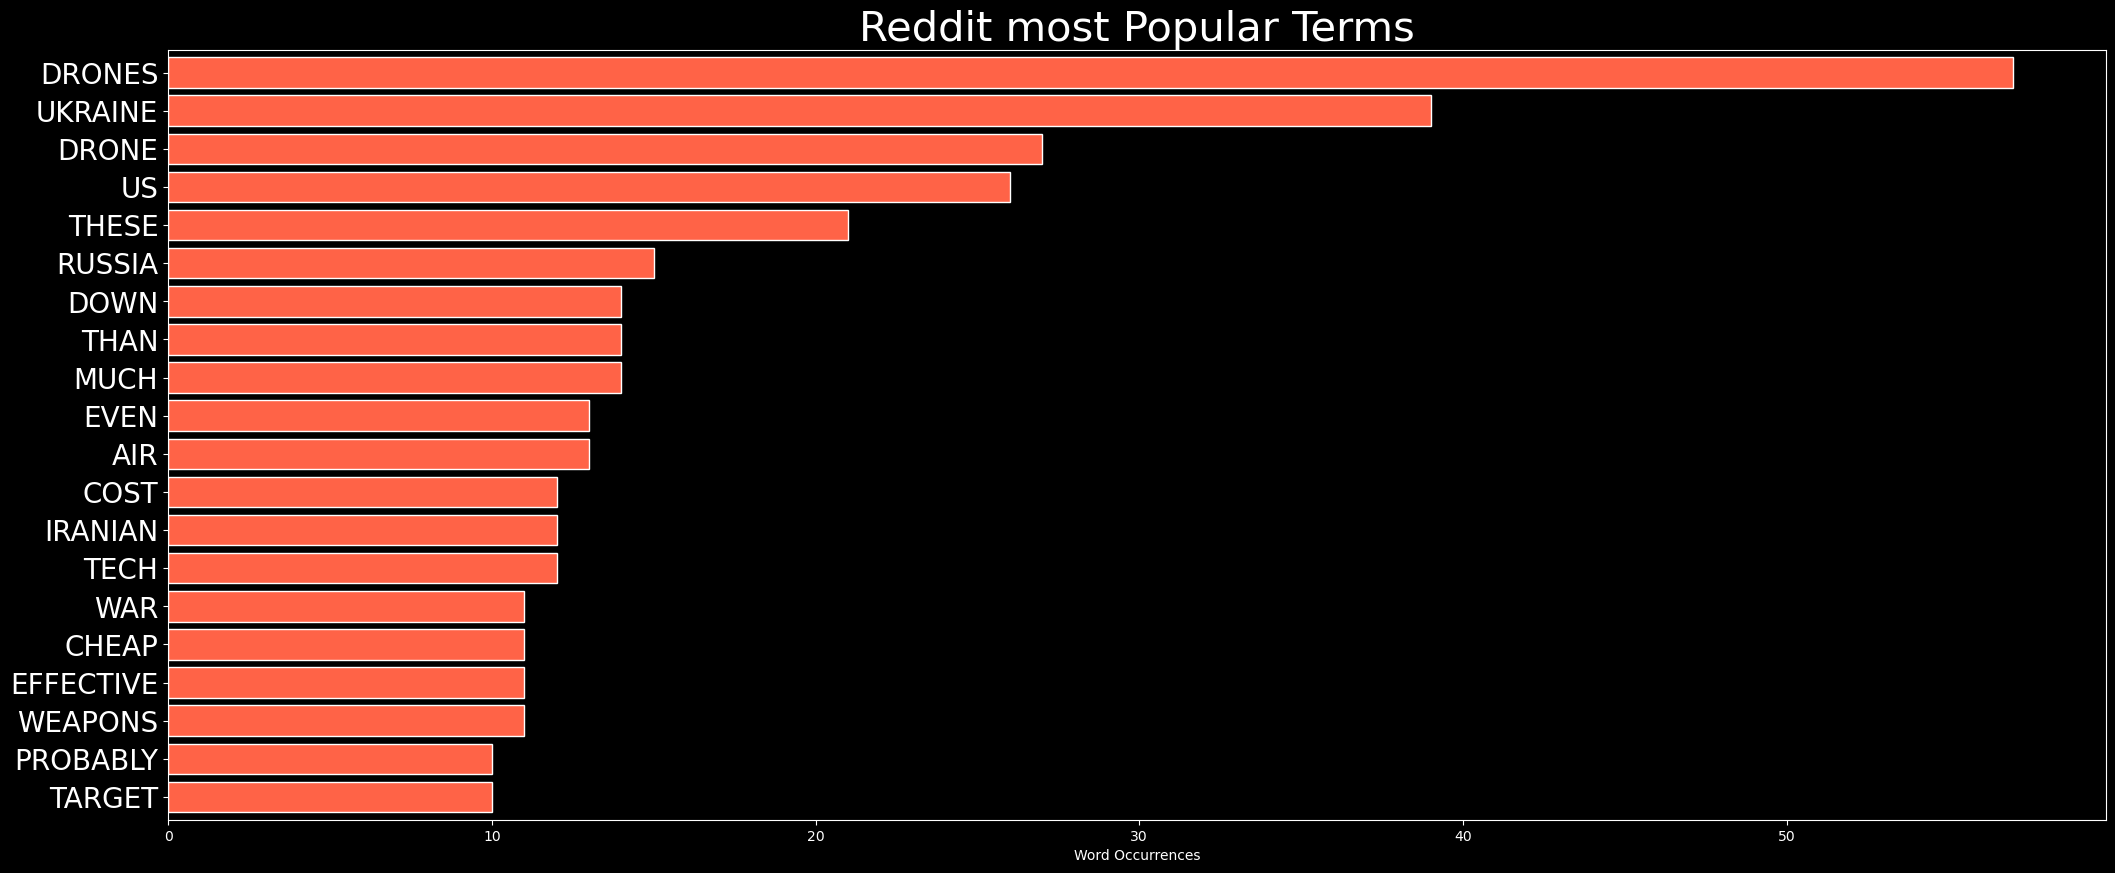 Reddit most Popular Terms
DRONES
UKRAINE
DRONE
US
THESE
RUSSIA
DOWN
THAN
MUCH
EVEN
AIR
COST
IRANIAN
TECH
WAR
CHEAP
EFFECTIVE
WEAPONS
PROBABLY
TARGET
0 10 20 30 40 50
Word Occurrences